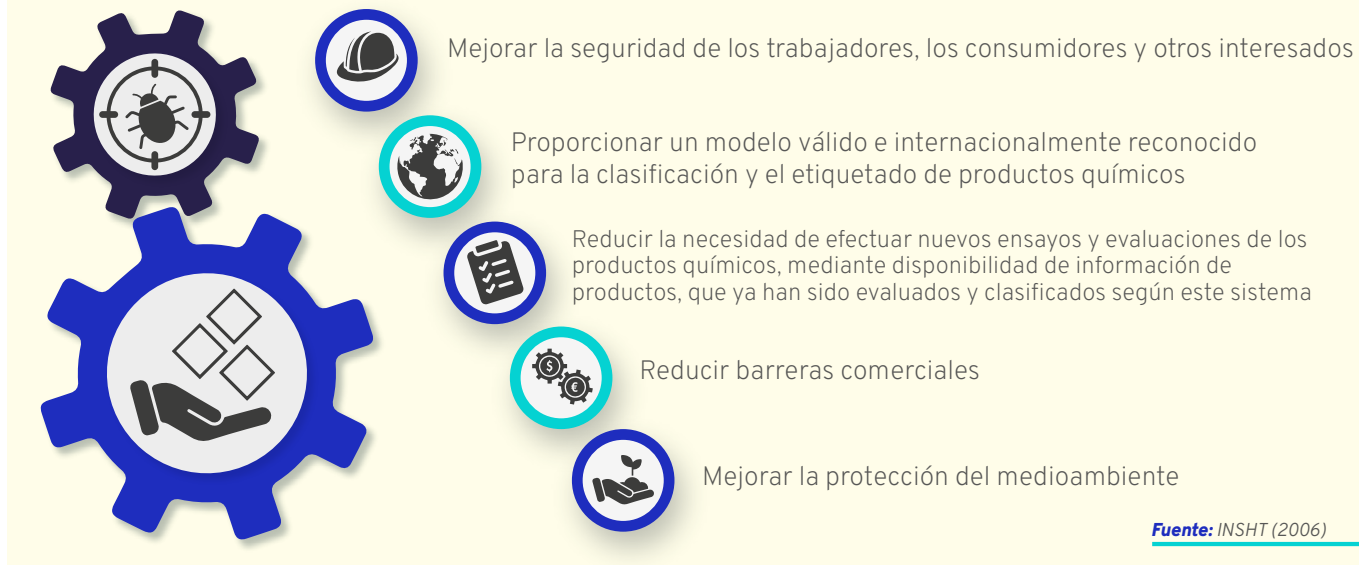 Mejorar la seguridad de los trabajadores, los consumidores y otros interesados
Proporcionar un modelo válido e internacionalmente reconocido
para la clasificación y el etiquetado de productos químicos
Reducir la necesidad de efectuar nuevos ensayos y evaluaciones de los
productos químicos, mediante disponibilidad de información de
productos, que ya han sido evaluados y clasificados según este sistema
$
€
Reducir barreras comerciales
Mejorar la protección del medioambiente
Fuente: INSHT (2006)